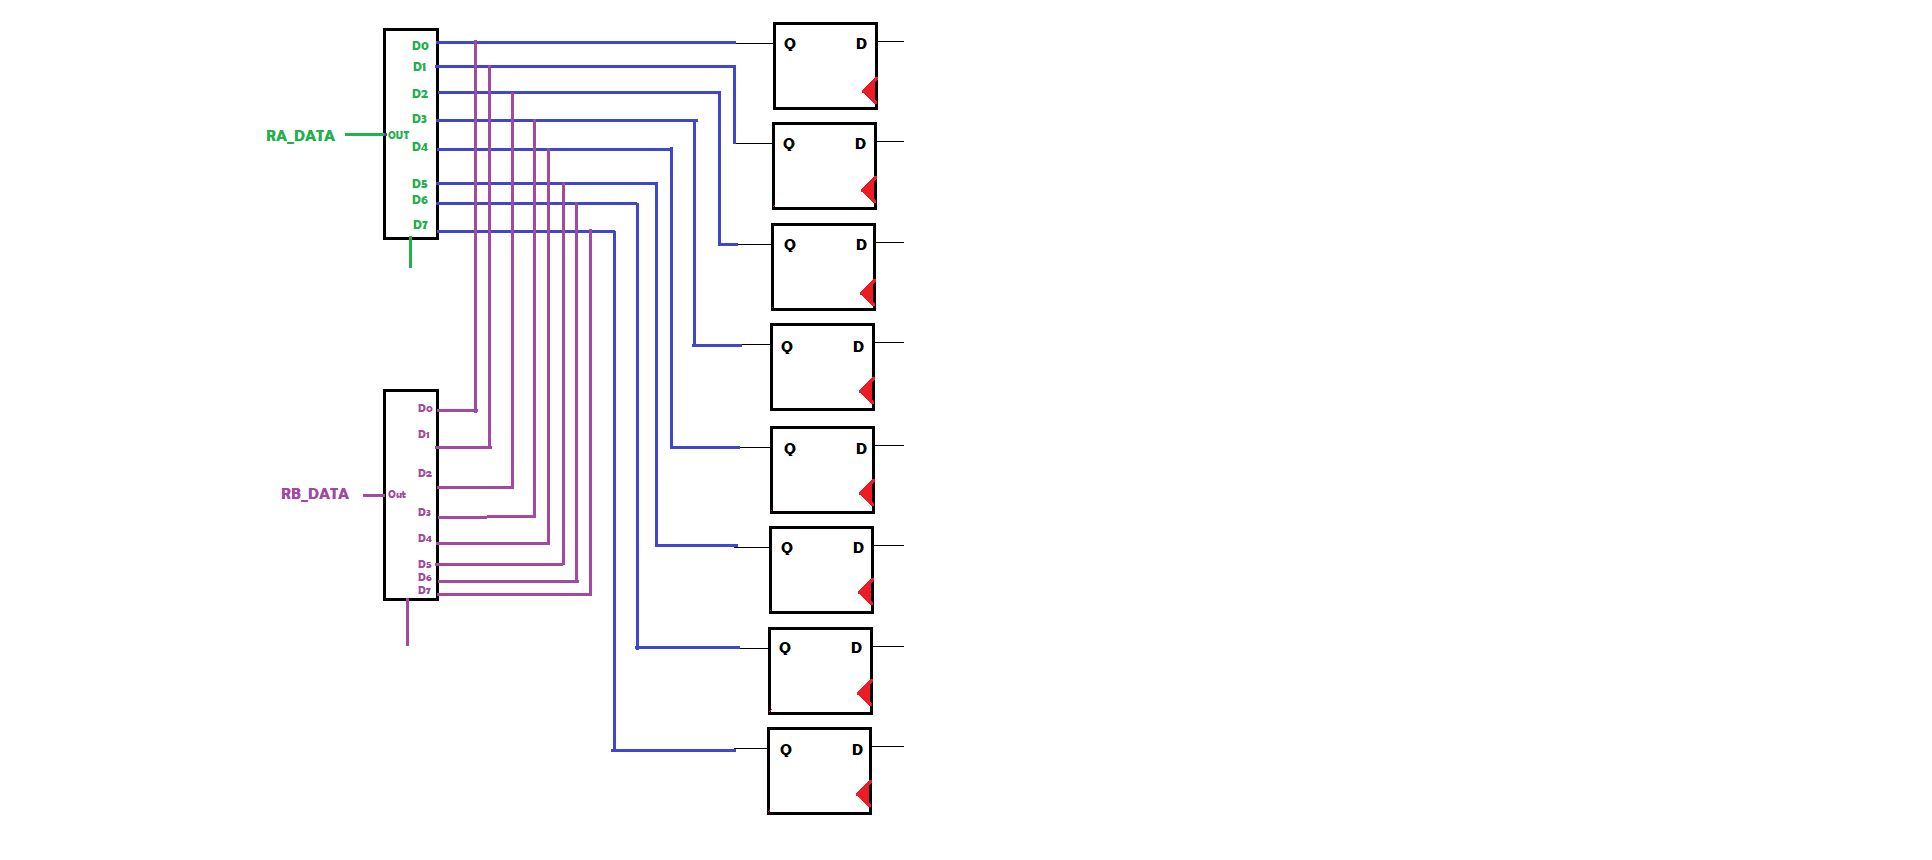 D0
D1
D2
D3
RA_DATA OUT
D4
D5
D6
D7
Do
D1
D2
RB_DATA Out
D3
D4
D5
D6
D7
Q D
Q D
Q D
Q D
Q D
Q D
Q D
Q D